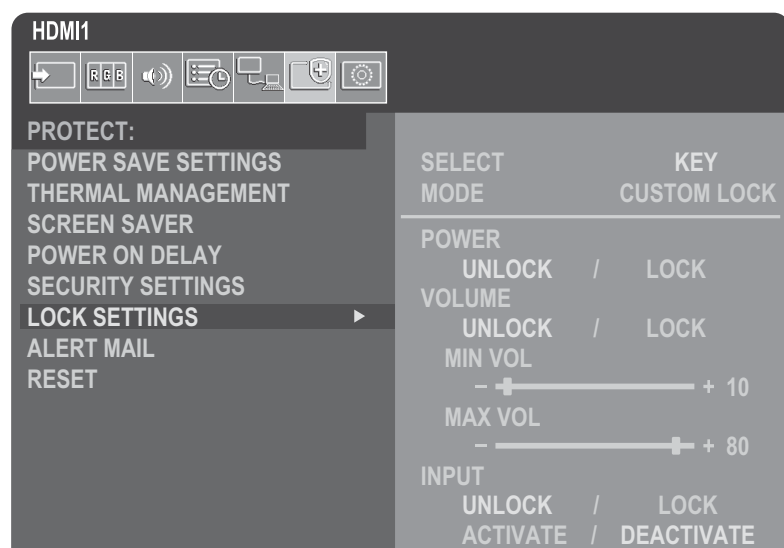 HDMI1
RGB
PROTECT:
POWER SAVE SETTINGS
THERMAL MANAGEMENT
SCREEN SAVER
POWER ON DELAY
SECURITY SETTINGS
LOCK SETTINGS
ALERT MAIL
RESET
SELECT KEY
MODE CUSTOM LOCK
POWER
UNLOCK / LOCK
VOLUME
UNLOCK / LOCK
MIN VOL
– + 10
MAX VOL
– + 80
INPUT
UNLOCK / LOCK
ACTIVATE / DEACTIVATE